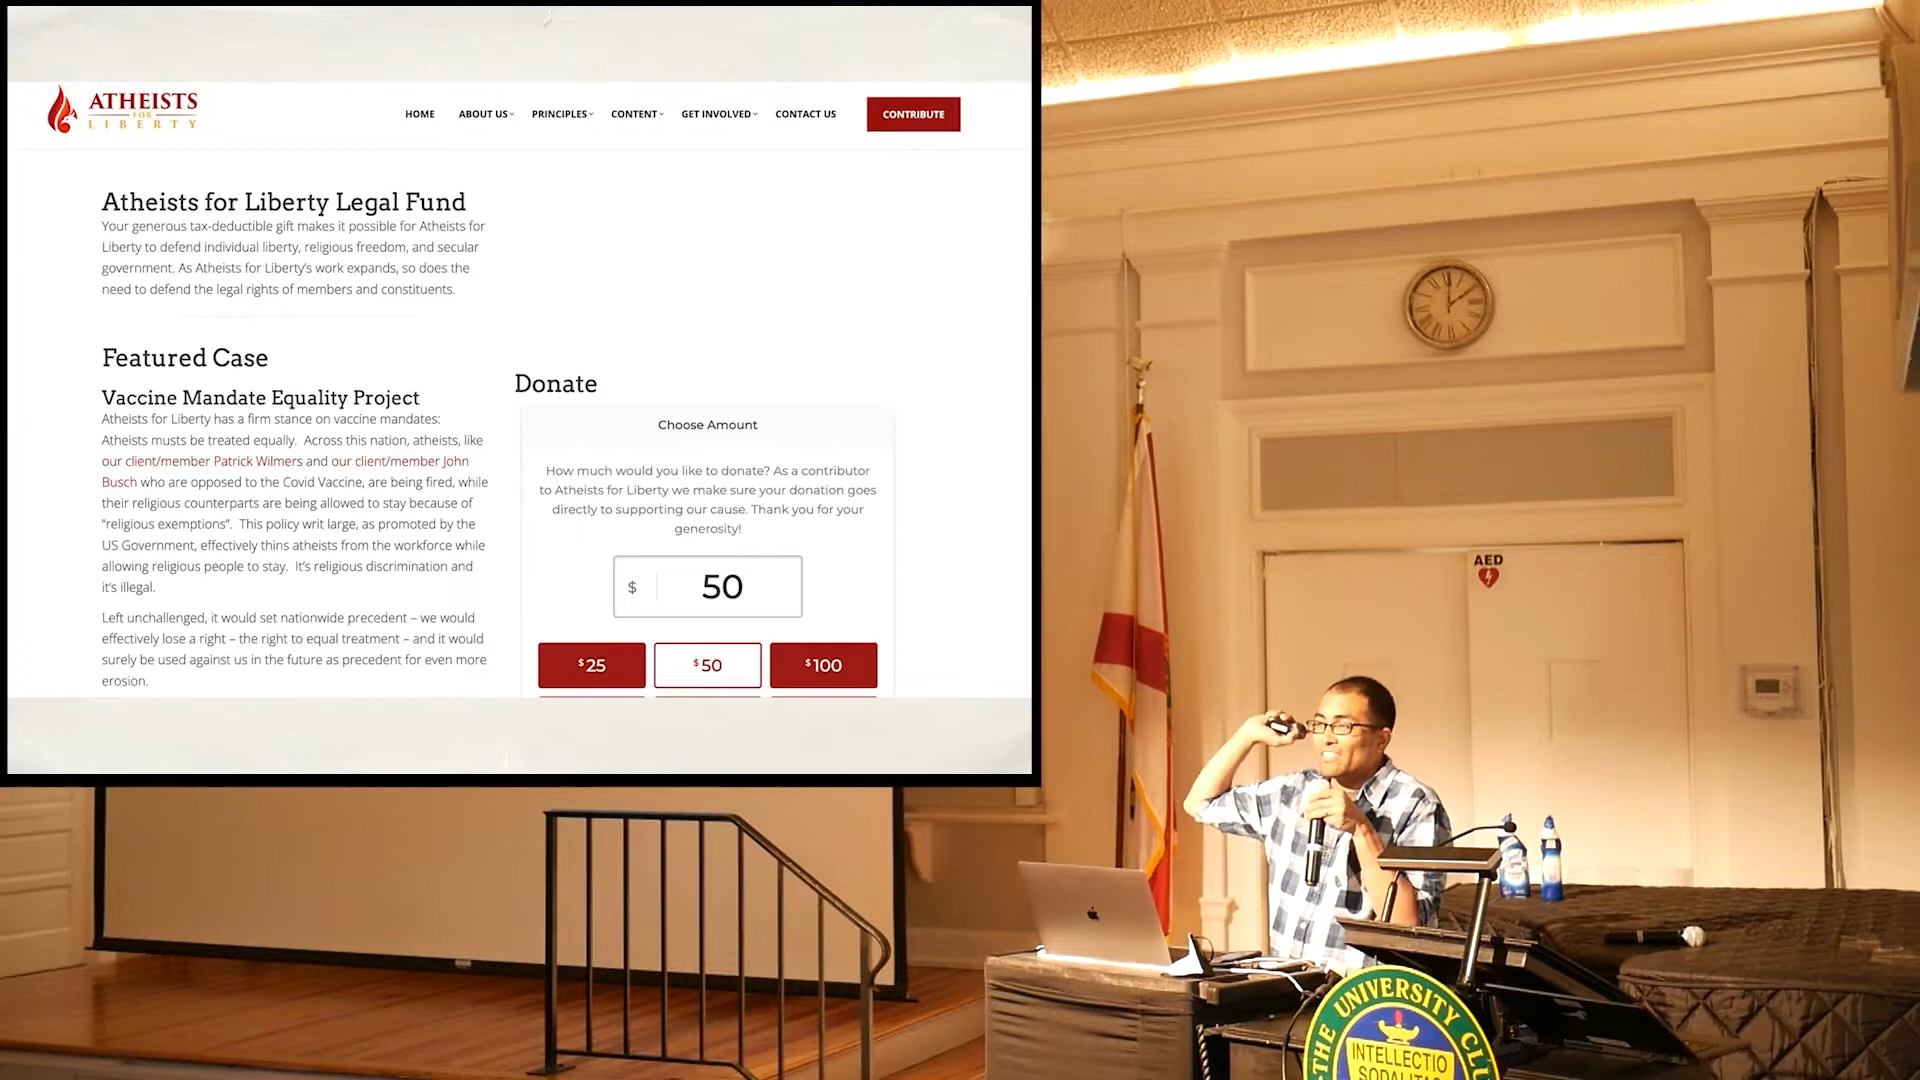 ATHEISTS
FOR
LIBERTY
HOME
ABOUT US
PRINCIPLES
CONTENT
GET INVOLVED
CONTACT US
CONTRIBUTE
Atheists for Liberty Legal Fund
Your generous tax-deductible gift makes it possible for Atheists for
Liberty to defend individual liberty, religious freedom, and secular
government. As Atheists for Liberty's work expands, so does the
need to defend the legal rights of members and constituents.
Featured Case
Vaccine Mandate Equality Project
Atheists for Liberty has a firm stance on vaccine mandates:
Atheists musts be treated equally. Across this nation, atheists, like
our client/member Patrick Wilmers and our client/member John
Busch who are opposed to the Covid Vaccine, are being fired, while
their religious counterparts are being allowed to stay because of
"religious exemptions". This policy writ large, as promoted by the
US Government, effectively thins atheists from the workforce while
allowing religious people to stay. It's religious discrimination and
it's illegal.
Left unchallenged, it would set nationwide precedent – we would
effectively lose a right – the right to equal treatment – and it would
surely be used against us in the future as precedent for even more
erosion.
Donate
Choose Amount
How much would you like to donate? As a contributor
to Atheists for Liberty we make sure your donation goes
directly to supporting our cause. Thank you for your
generosity!
$ 50
$25
$50
$100
AED
THE UNIVERSITY CLU
INTELLECTIO
SODALITAS